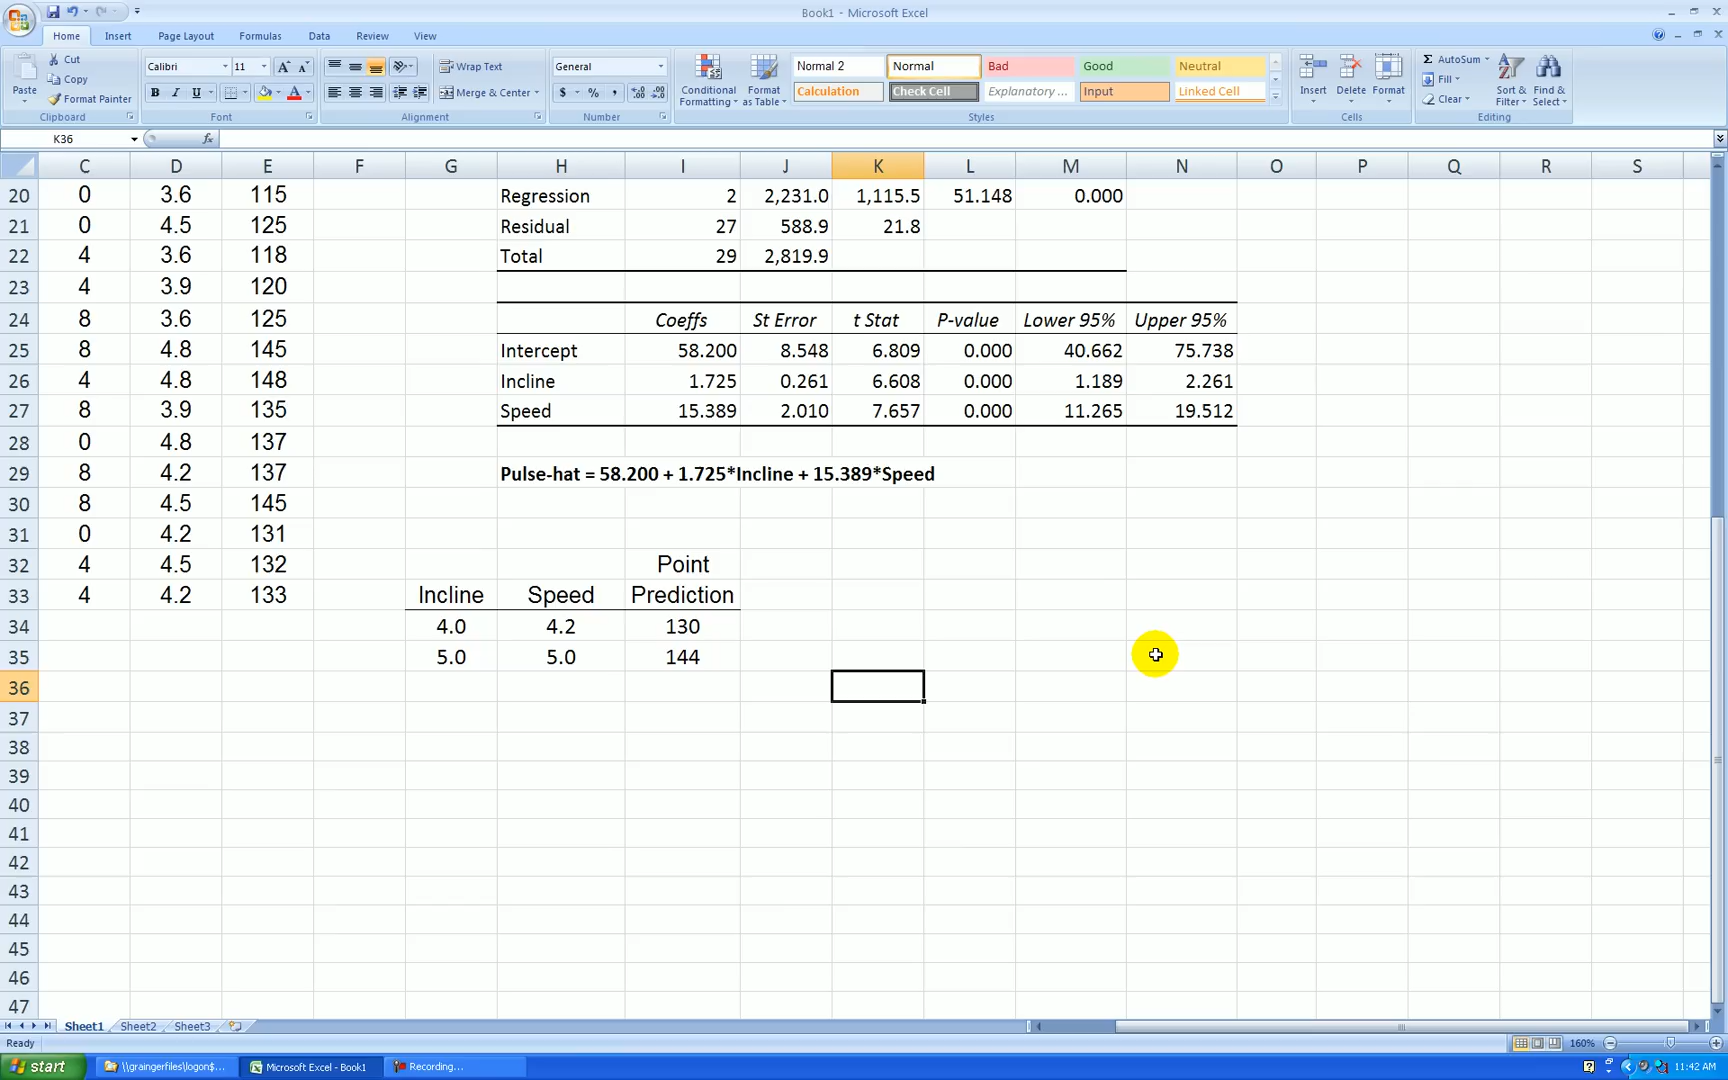 Book1 - Microsoft Excel
Home Insert Page Layout Formulas Data Review View
Paste
Cut
Copy
Format Painter
Clipboard
Calibri 11
B I U
Font
Wrap Text
Merge & Center
Alignment
General
$ % ,
Number
Conditional Formatting
Format as Table
Normal 2 Normal Bad Good Neutral
Calculation Check Cell Explanatory ... Input Linked Cell
Styles
Insert Delete Format
Cells
AutoSum
Fill
Clear
Sort & Filter
Find & Select
Editing
K36 fx
C D E F G H I J K L M N O P Q R S
20 0 3.6 115 Regression 2 2,231.0 1,115.5 51.148 0.000
21 0 4.5 125 Residual 27 588.9 21.8
22 4 3.6 118 Total 29 2,819.9
23 4 3.9 120
24 8 3.6 125 Coeffs St Error t Stat P-value Lower 95% Upper 95%
25 8 4.8 145 Intercept 58.200 8.548 6.809 0.000 40.662 75.738
26 4 4.8 148 Incline 1.725 0.261 6.608 0.000 1.189 2.261
27 8 3.9 135 Speed 15.389 2.010 7.657 0.000 11.265 19.512
28 0 4.8 137
29 8 4.2 137 Pulse-hat = 58.200 + 1.725*Incline + 15.389*Speed
30 8 4.5 145
31 0 4.2 131
32 4 4.5 132 Point
33 4 4.2 133 Incline Speed Prediction
34 4.0 4.2 130
35 5.0 5.0 144
36
37
38
39
40
41
42
43
44
45
46
47
Sheet1 Sheet2 Sheet3
Ready 160%
start \\graingerfiles\logon$... Microsoft Excel - Book1 Recording... 11:42 AM